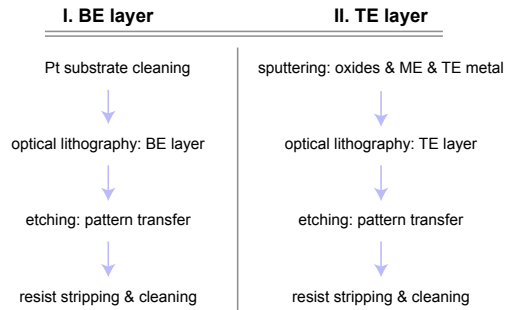 I. BE layer
Pt substrate cleaning
optical lithography: BE layer
etching: pattern transfer
resist stripping & cleaning
II. TE layer
sputtering: oxides & ME & TE metal
optical lithography: TE layer
etching: pattern transfer
resist stripping & cleaning